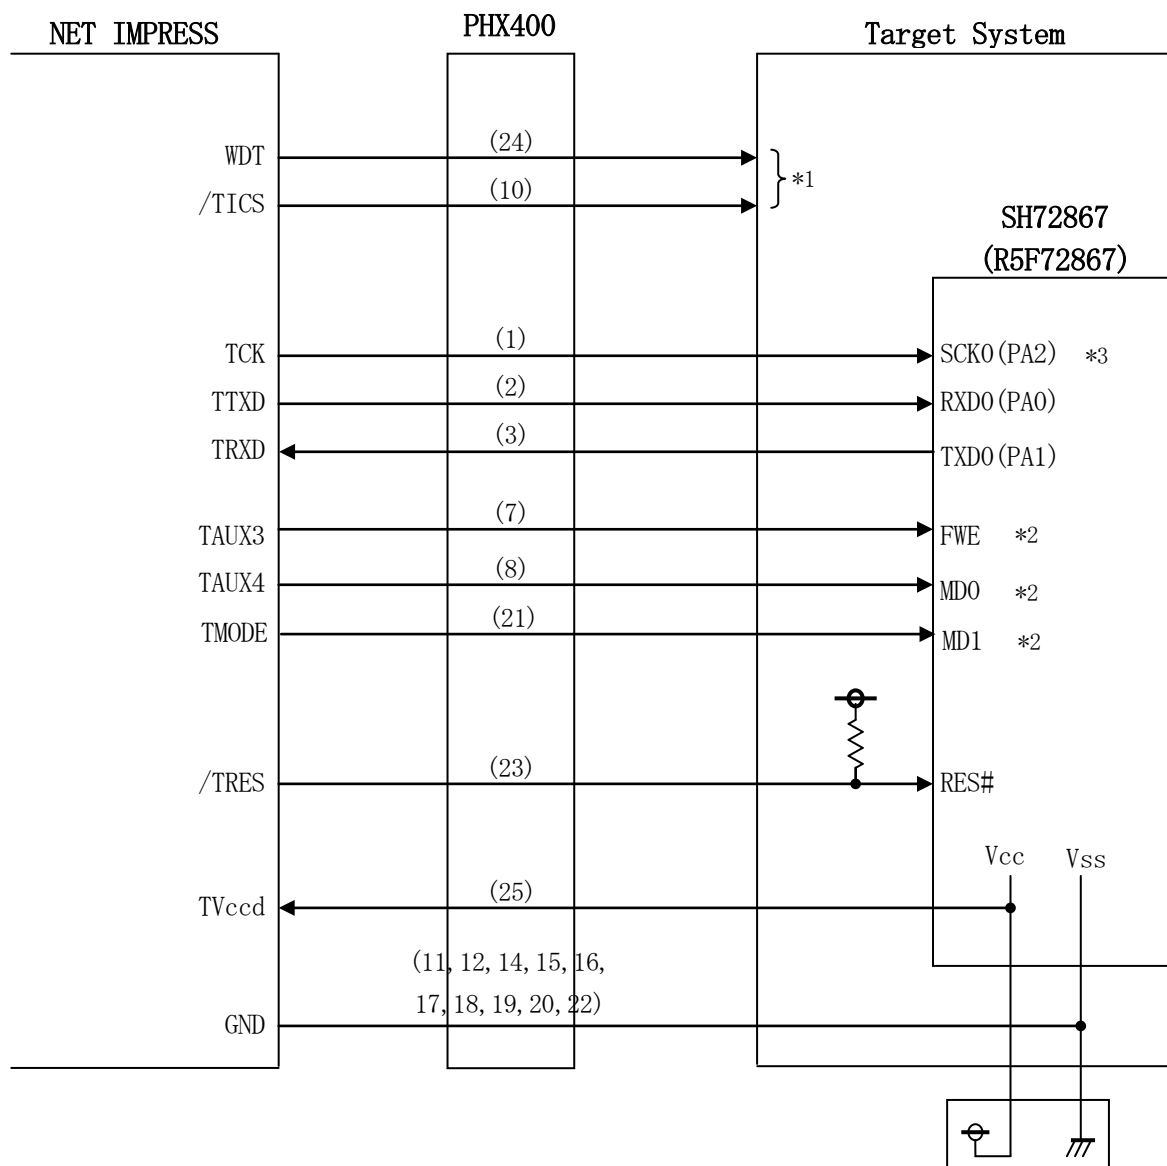 NET IMPRESS
PHX400
Target System
WDT
(24)
*1
/TICS
(10)
SH72867
(R5F72867)
TCK
(1)
SCK0(PA2) *3
TTXD
(2)
RXD0(PA0)
TRXD
(3)
TXD0(PA1)
TAUX3
(7)
FWE *2
TAUX4
(8)
MD0 *2
TMODE
(21)
MD1 *2
/TRES
(23)
RES#
Vcc Vss
TVccd
(25)
(11,12,14,15,16,
17,18,19,20,22)
GND